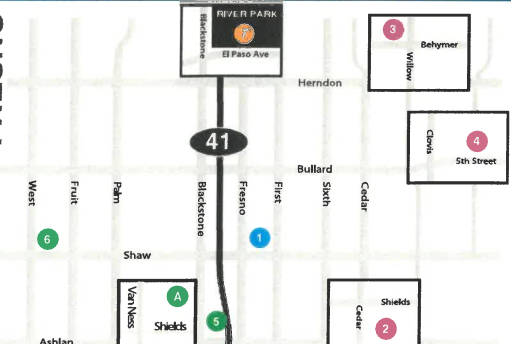 RIVER PARK
7
Blackstone
El Paso Ave
3
Behymer
Willow
Herndon
41
Clovis
4
5th Street
Bullard
West
Fruit
Palm
Blackstone
Fresno
First
Sixth
Cedar
6
1
Shaw
Van Ness
A
Shields
5
Cedar
Shields
2
Ashlan